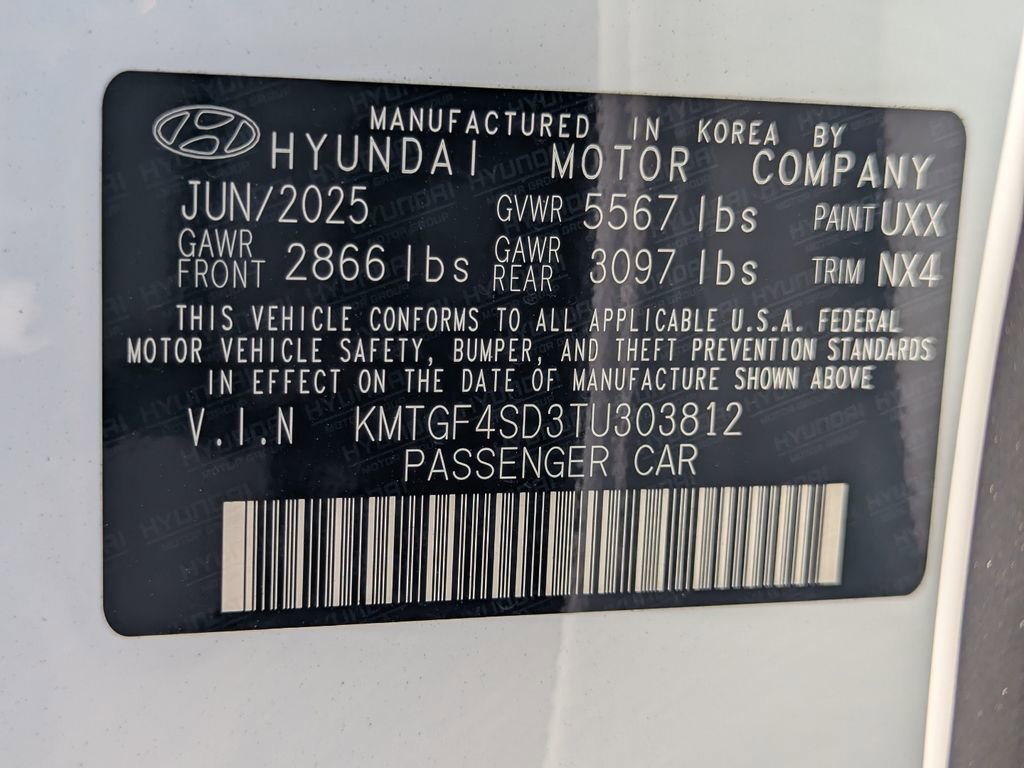 MANUFACTURED IN KOREA BY
HYUNDAI MOTOR COMPANY
JUN/2025 GVWR 5567 lbs PAINT UXX
GAWR FRONT 2866 lbs GAWR REAR 3097 lbs TRIM NX4
THIS VEHICLE CONFORMS TO ALL APPLICABLE U.S.A. FEDERAL
MOTOR VEHICLE SAFETY, BUMPER, AND THEFT PREVENTION STANDARDS
IN EFFECT ON THE DATE OF MANUFACTURE SHOWN ABOVE
V.I.N KMTGF4SD3TU303812
PASSENGER CAR